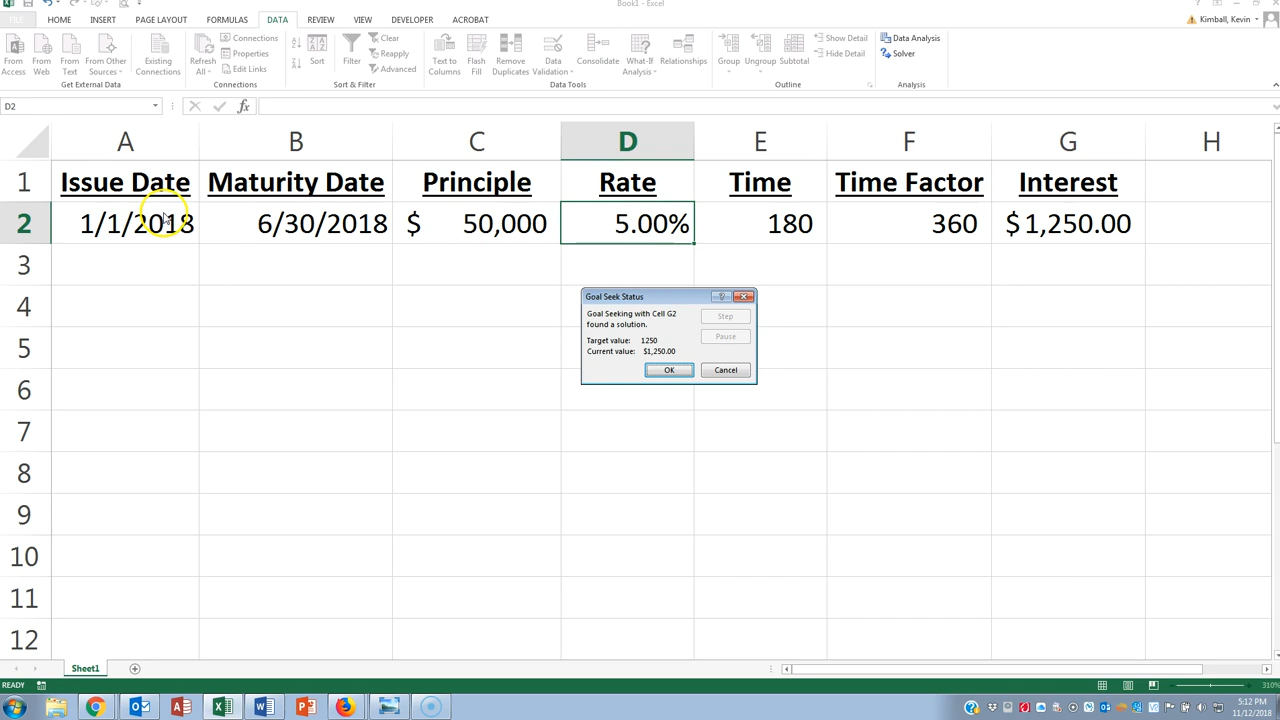 Book1 - Excel
FILE HOME INSERT PAGE LAYOUT FORMULAS DATA REVIEW VIEW DEVELOPER ACROBAT Kimball, Kevin
From Access From Web From Text From Other Sources Existing Connections Refresh All Connections Properties Edit Links Sort Filter Clear Reapply Advanced Text to Columns Flash Fill Remove Duplicates Data Validation Consolidate What-If Analysis Relationships Group Ungroup Subtotal Show Detail Hide Detail Data Analysis Solver
Get External Data Connections Sort & Filter Data Tools Outline Analysis
D2 fx
A B C D E F G H
1 Issue Date Maturity Date Principle Rate Time Time Factor Interest
2 1/1/2018 6/30/2018 $ 50,000 5.00% 180 360 $1,250.00
3
4
5
6
7
8
9
10
11
12
Goal Seek Status
Goal Seeking with Cell G2
found a solution.
Step
Target value: 1250
Pause
Current value: $1,250.00
OK Cancel
Sheet1
READY 310%
5:12 PM
11/12/2018